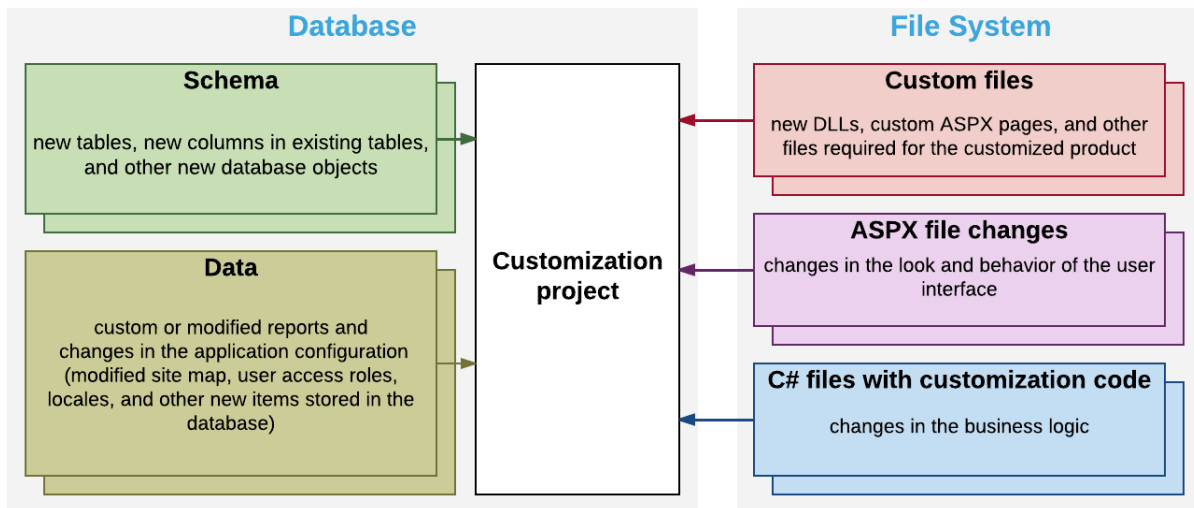 Database
Schema
new tables, new columns in existing tables,
and other new database objects
Data
custom or modified reports and
changes in the application configuration
(modified site map, user access roles,
locales, and other new items stored in the
database)
Customization
project
File System
Custom files
new DLLs, custom ASPX pages, and other
files required for the customized product
ASPX file changes
changes in the look and behavior of the user
interface
C# files with customization code
changes in the business logic